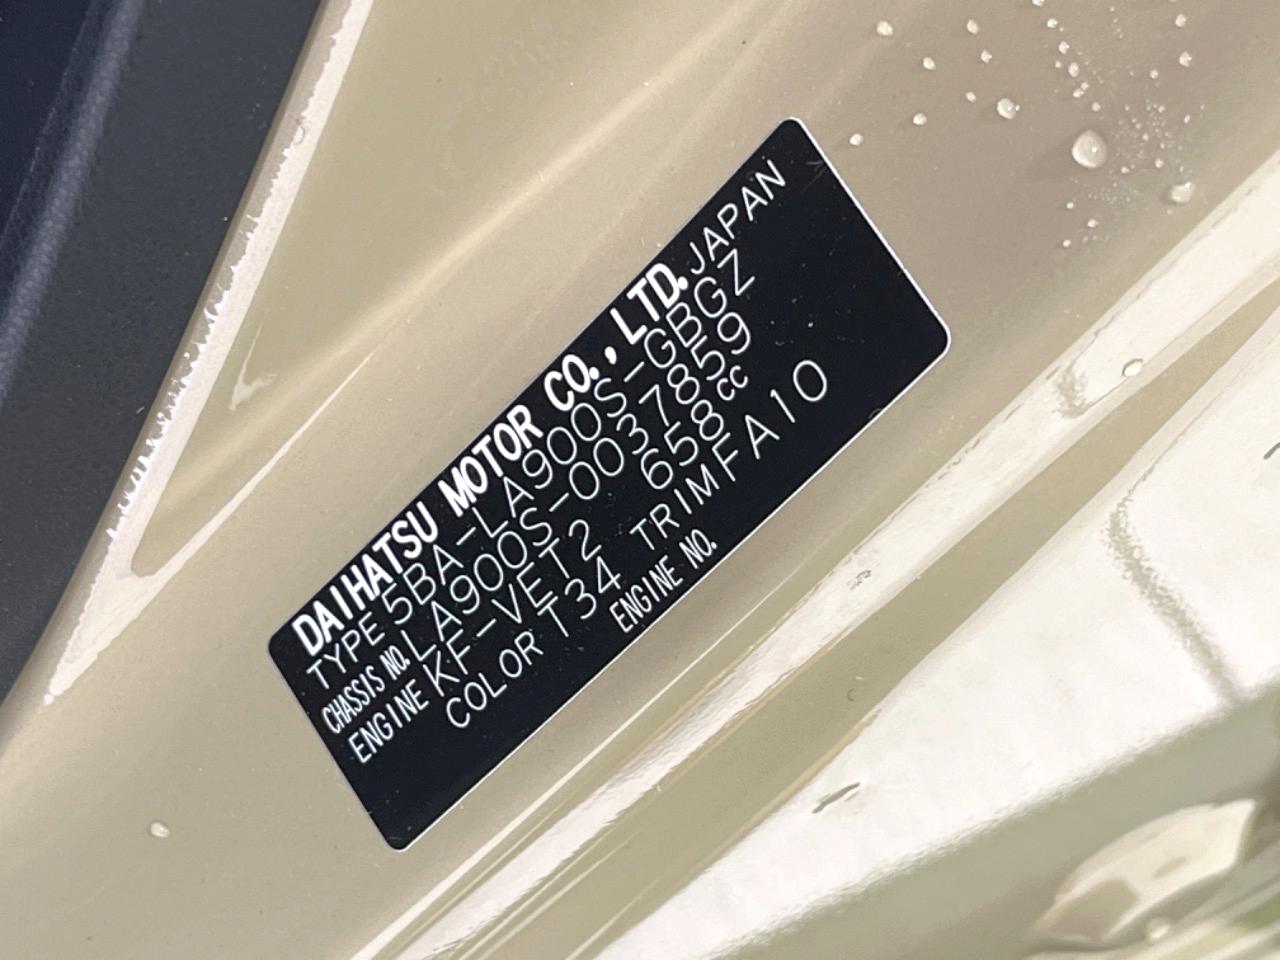 DAIHATSU MOTOR CO., LTD. JAPAN
TYPE 5BA-LA900S-GBGZ
CHASSIS NO. LA900S-0037859
ENGINE KF-VET2 658cc
COLOR T34 TRIM FA10
ENGINE NO.